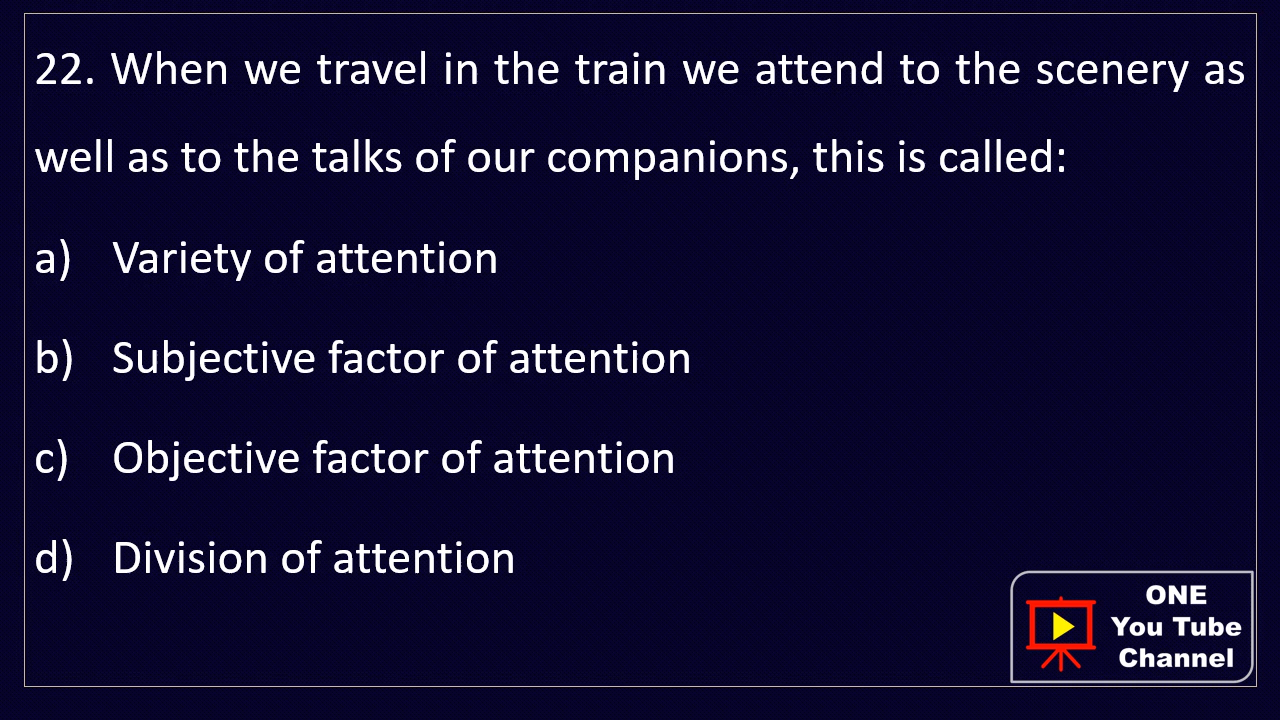 22. When we travel in the train we attend to the scenery as
well as to the talks of our companions, this is called:
a) Variety of attention
b) Subjective factor of attention
c) Objective factor of attention
d) Division of attention
ONE
You Tube
Channel